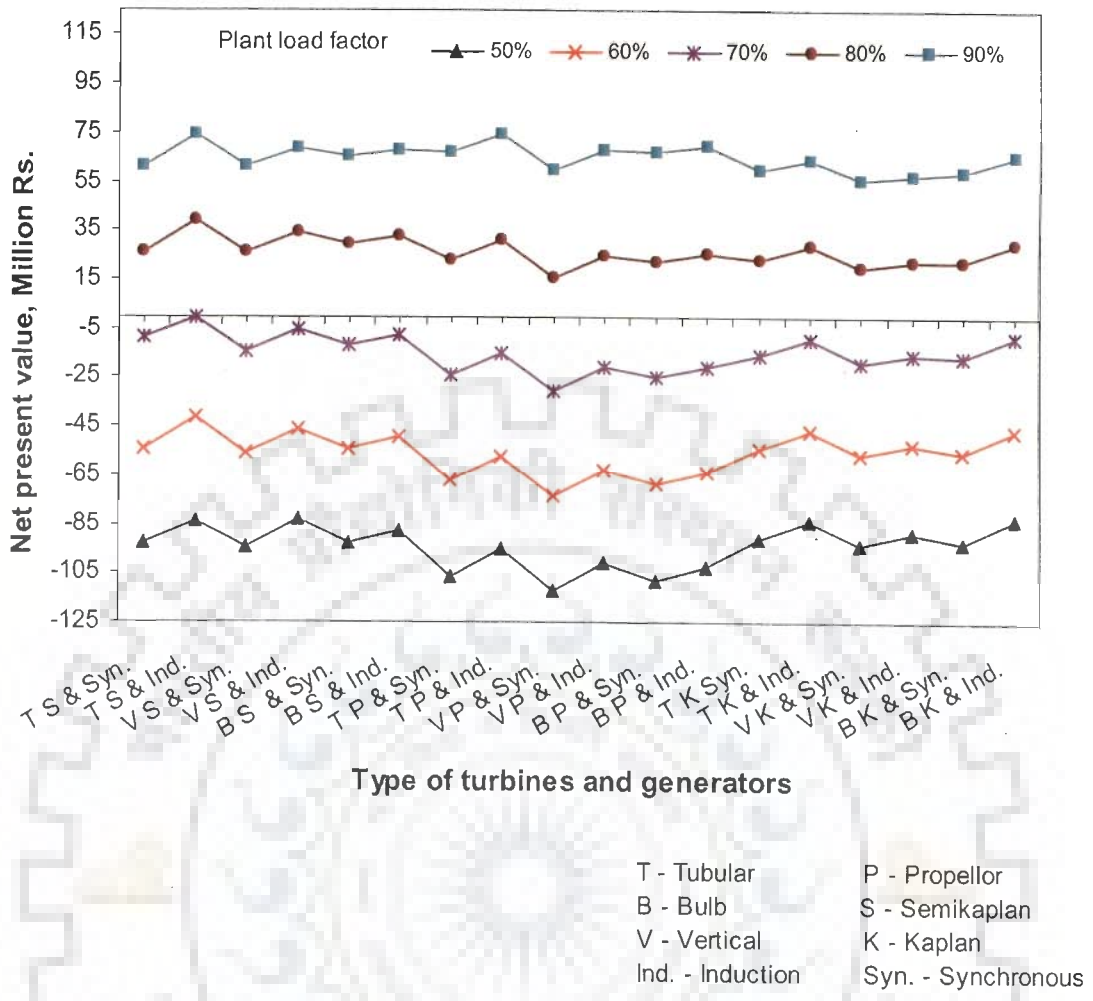 Plant load factor 50% 60% 70% 80% 90%
115
95
75
55
35
15
-5
-25
-45
-65
-85
-105
-125
Net present value, Million Rs.
T S & Syn.
T S & Ind.
V S & Syn.
V S & Ind.
B S & Syn.
B S & Ind.
T P & Syn.
T P & Ind.
V P & Syn.
V P & Ind.
B P & Syn.
B P & Ind.
T K Syn.
T K & Ind.
V K & Syn.
V K & Ind.
B K & Syn.
B K & Ind.
Type of turbines and generators
T - Tubular P - Propellor
B - Bulb S - Semikaplan
V - Vertical K - Kaplan
Ind. - Induction Syn. - Synchronous